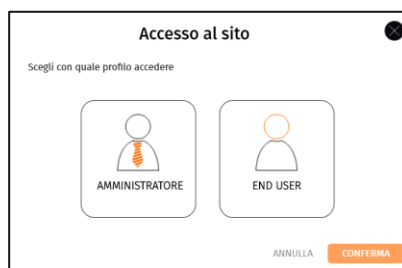 Accesso al sito
Scegli con quale profilo accedere
AMMINISTRATORE
END USER
ANNULLA
CONFERMA